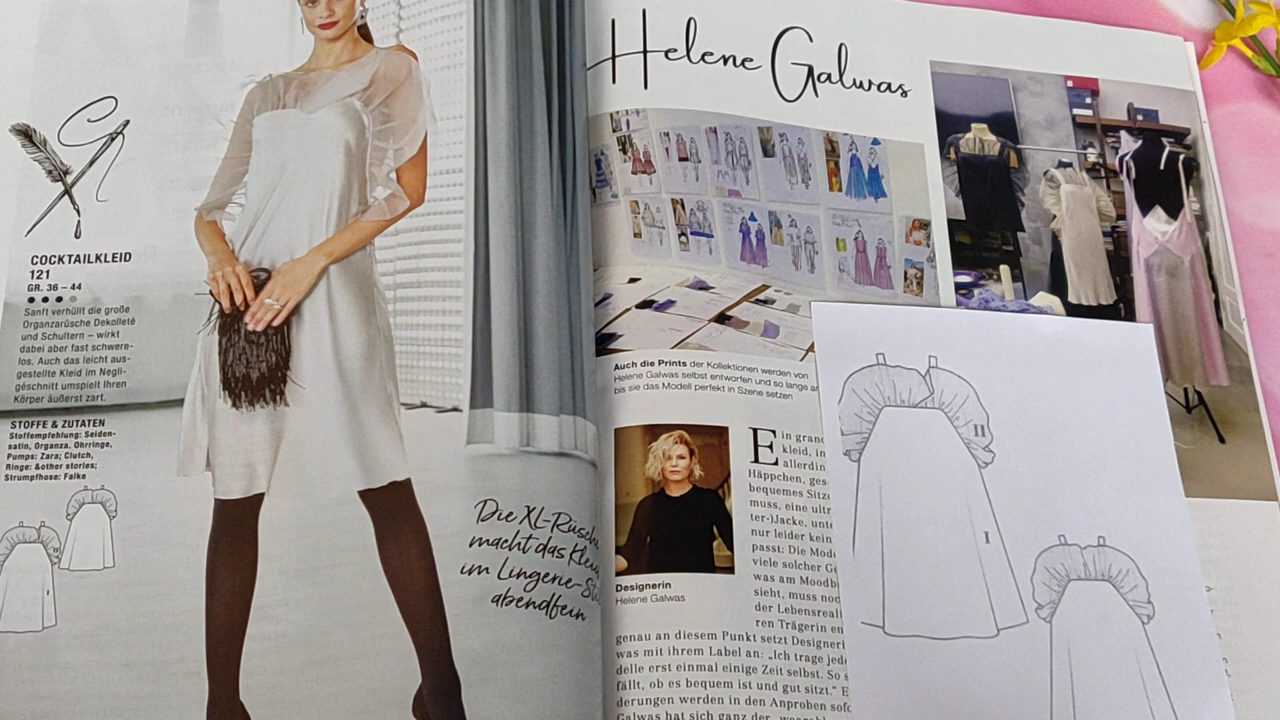 COCKTAILKLEID
121
GR. 36 – 44
Sanft verhüllt die große
Organzarüsche Dekolleté
und Schultern – wirkt
dabei aber fast schwere-
los. Auch das leicht aus-
gestellte Kleid im Negli-
géschnitt umspielt Ihren
Körper äußerst zart.
STOFFE & ZUTATEN
Stoffempfehlung: Seiden-
satin, Organza. Ohrringe,
Pumps: Zara; Clutch,
Ringe: &other stories;
Strumpfhose: Falke
Die XL-Rüsche
macht das Kleid
im Lingerie-Stil
abendfein
Helene Galwas
Auch die Prints der Kollektionen werden von
Helene Galwas selbst entworfen und so lange
bis sie das Modell perfekt in Szene setzen
Designerin
Helene Galwas
Ein
kleid, in
allerdin
Häppchen, ges-
bequemes Sitz
muss, eine ult
ter-)Jacke, unt
nur leider kein
passt: Die Mod
viele solcher G
was am Moodb
sieht, muss noc
der Lebensreal
ren Trägerin en
genau an diesem Punkt setzt Designeri
was mit ihrem Label an: „Ich trage jed
delle erst einmal einige Zeit selbst. So s
fällt, ob es bequem ist und gut sitzt.“ E
derungen werden in den Anproben sofo
Galwas hat sich ganz der
II
I